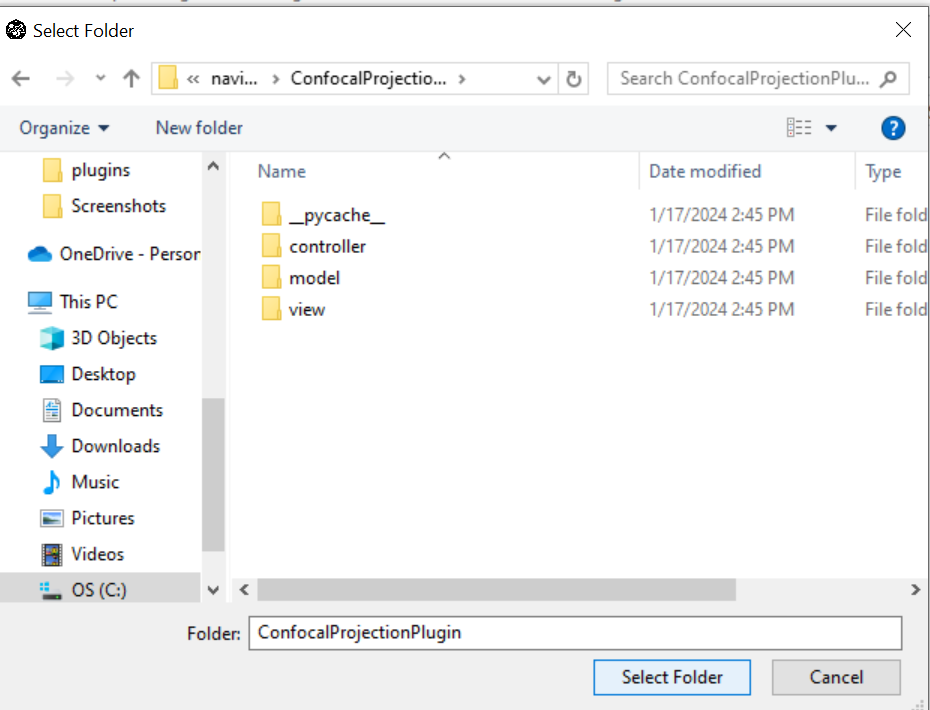 Select Folder
« navi... > ConfocalProjectio... >
Search ConfocalProjectionPlu...
Organize
New folder
?
plugins
Screenshots
OneDrive - Person
This PC
3D Objects
Desktop
Documents
Downloads
Music
Pictures
Videos
OS (C:)
Name Date modified Type
__pycache__ 1/17/2024 2:45 PM File fold
controller 1/17/2024 2:45 PM File fold
model 1/17/2024 2:45 PM File fold
view 1/17/2024 2:45 PM File fold
Folder: ConfocalProjectionPlugin
Select Folder
Cancel